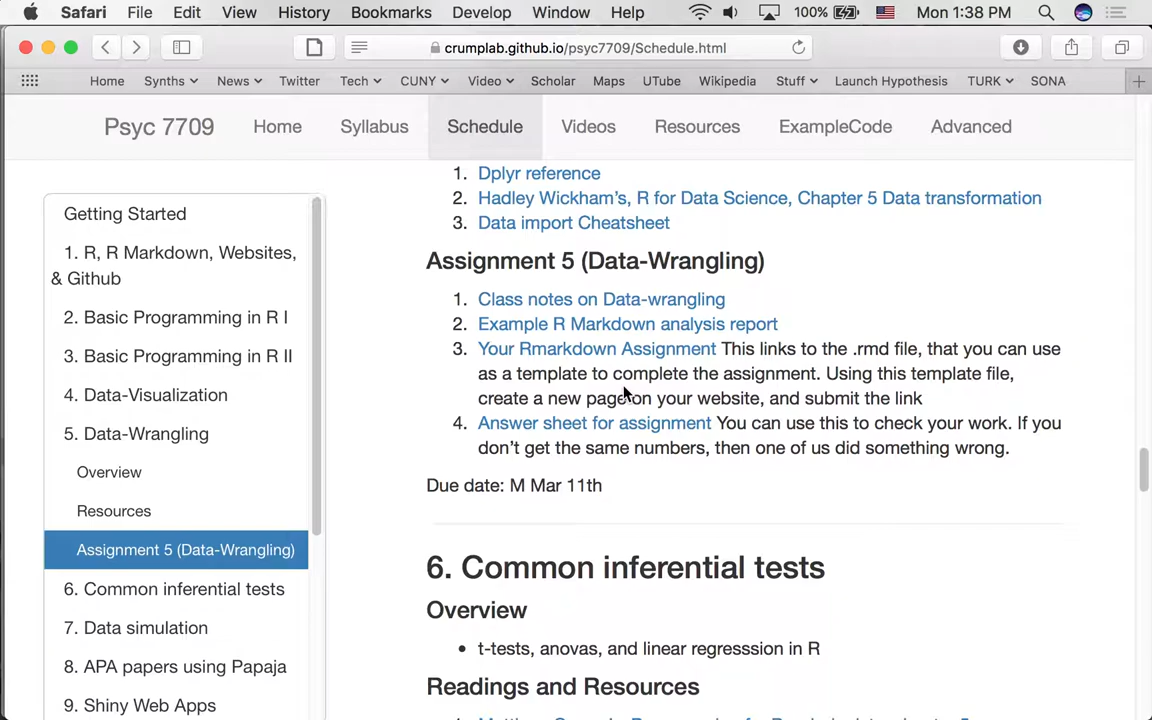 Safari File Edit View History Bookmarks Develop Window Help 100% Mon 1:38 PM
crumplab.github.io/psyc7709/Schedule.html
Home Synths News Twitter Tech CUNY Video Scholar Maps UTube Wikipedia Stuff Launch Hypothesis TURK SONA
Psyc 7709 Home Syllabus Schedule Videos Resources ExampleCode Advanced
Getting Started
1. R, R Markdown, Websites,
& Github
2. Basic Programming in R I
3. Basic Programming in R II
4. Data-Visualization
5. Data-Wrangling
Overview
Resources
Assignment 5 (Data-Wrangling)
6. Common inferential tests
7. Data simulation
8. APA papers using Papaja
9. Shiny Web Apps
1. Dplyr reference
2. Hadley Wickham's, R for Data Science, Chapter 5 Data transformation
3. Data import Cheatsheet
Assignment 5 (Data-Wrangling)
1. Class notes on Data-wrangling
2. Example R Markdown analysis report
3. Your Rmarkdown Assignment This links to the .rmd file, that you can use
as a template to complete the assignment. Using this template file,
create a new page on your website, and submit the link
4. Answer sheet for assignment You can use this to check your work. If you
don't get the same numbers, then one of us did something wrong.
Due date: M Mar 11th
6. Common inferential tests
Overview
• t-tests, anovas, and linear regresssion in R
Readings and Resources